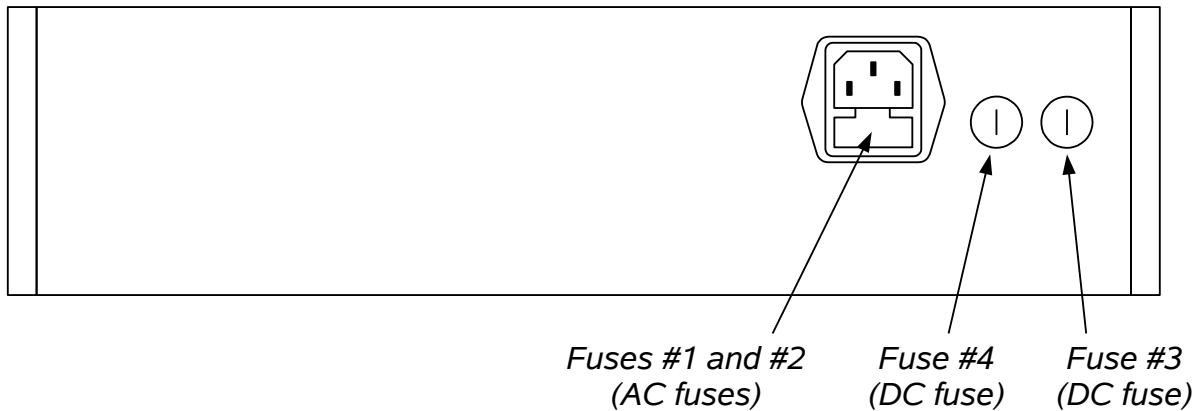 Fuses #1 and #2
(AC fuses)
Fuse #4
(DC fuse)
Fuse #3
(DC fuse)